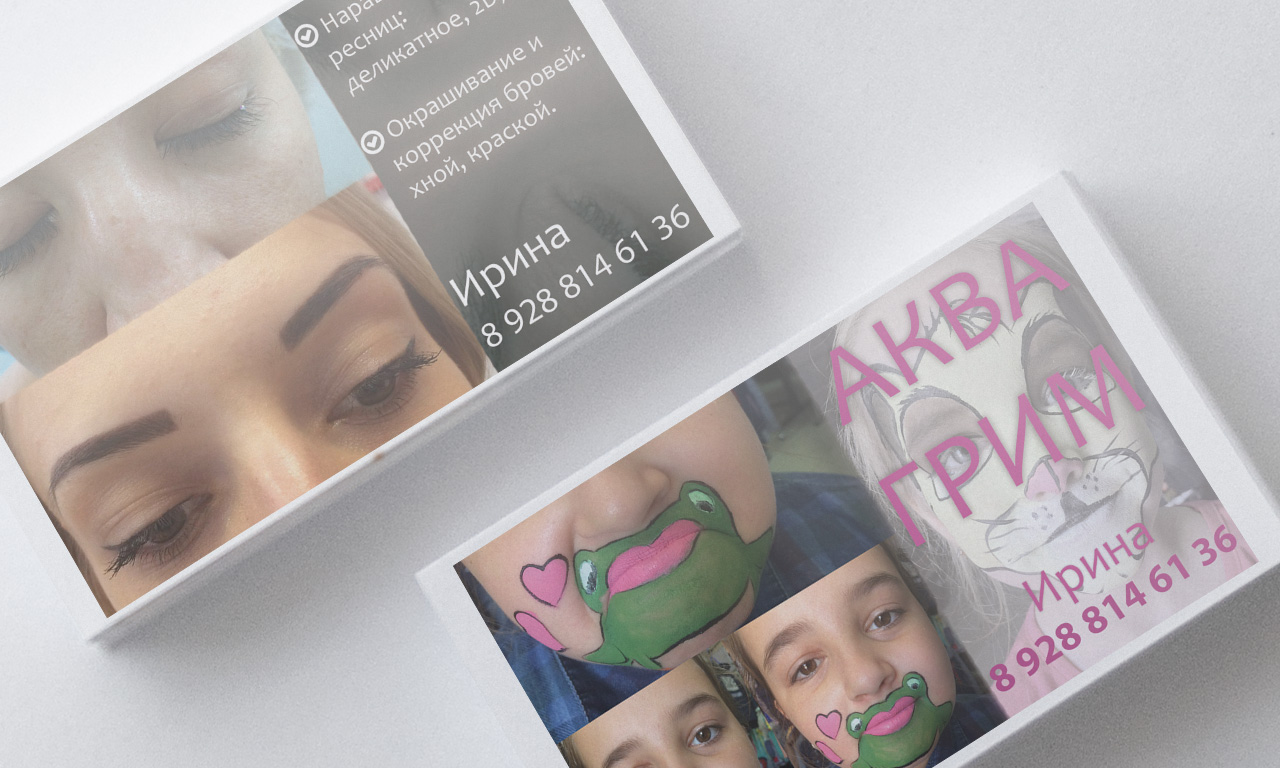 ресниц:
деликатное, 2D,
Окрашивание и
коррекция бровей:
хной, краской.
Ирина
8 928 814 61 36
АКВА
ГРИМ
Ирина
8 928 814 61 36